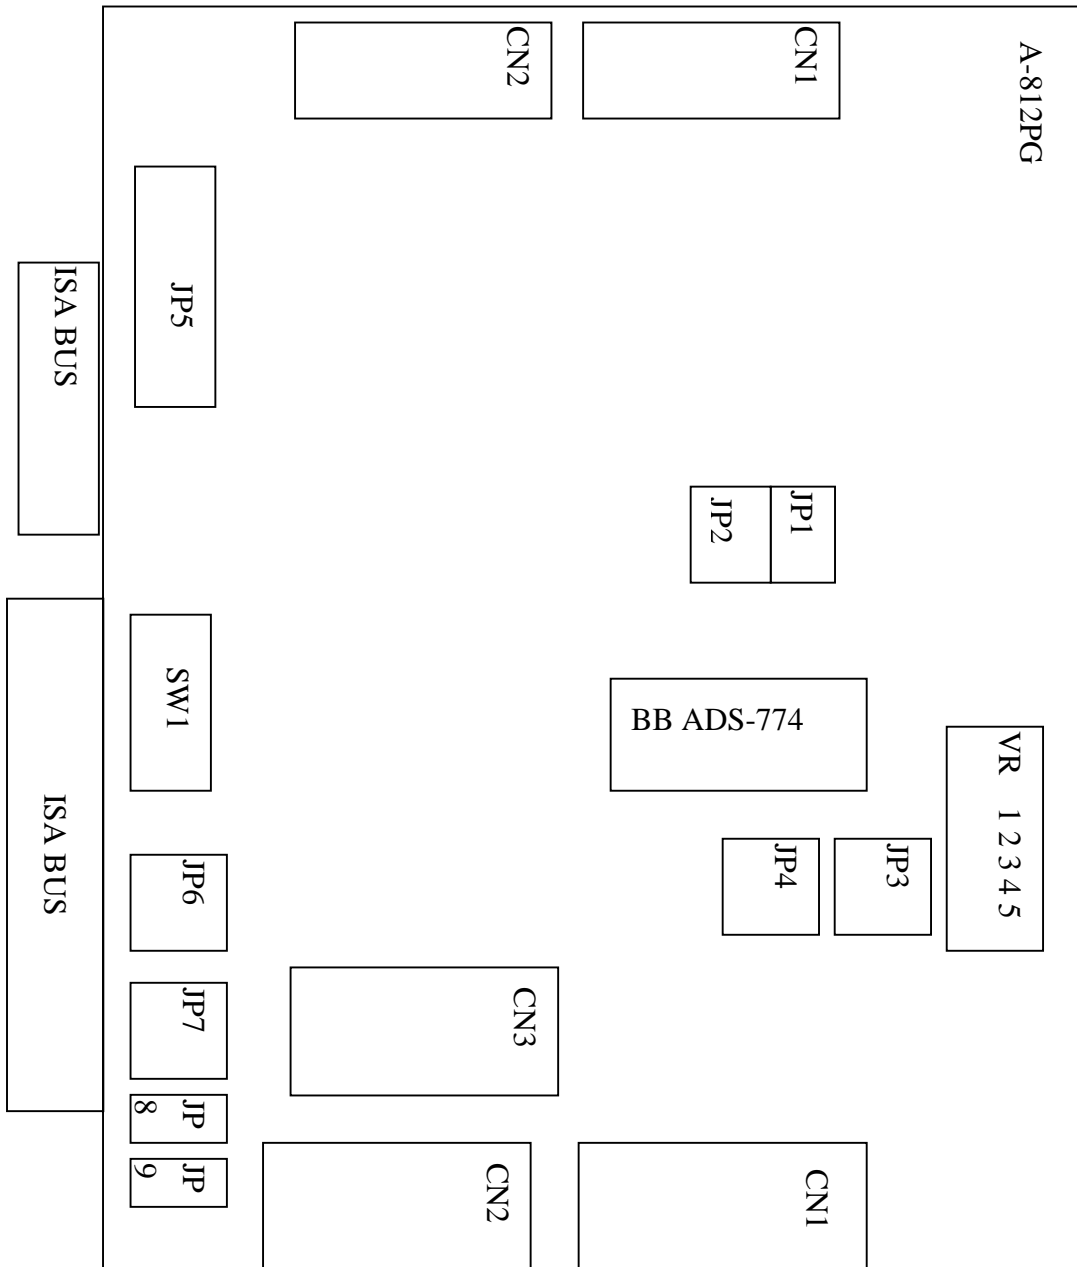 A-812PG
CN1
CN2
JP5
ISA BUS
JP1
JP2
BB ADS-774
VR 1 2 3 4 5
SW1
JP3
JP4
JP6
ISA BUS
CN3
JP7
JP
8
JP
9
CN1
CN2